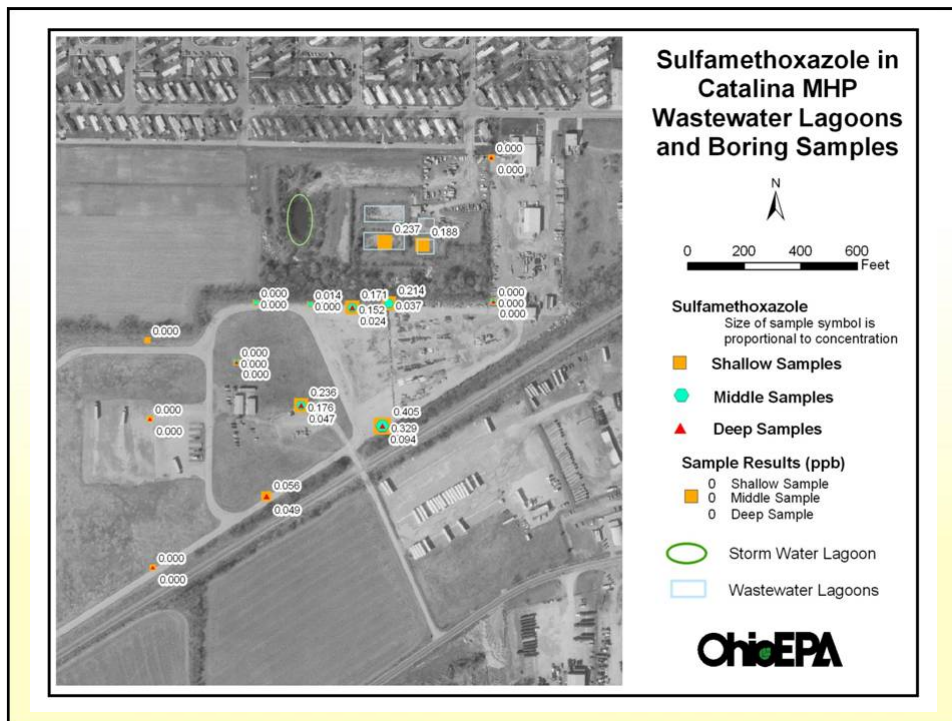 Sulfamethoxazole in
Catalina MHP
Wastewater Lagoons
and Boring Samples
N
0 200 400 600
Feet
Sulfamethoxazole
Size of sample symbol is
proportional to concentration
Shallow Samples
Middle Samples
Deep Samples
Sample Results (ppb)
0 Shallow Sample
0 Middle Sample
0 Deep Sample
Storm Water Lagoon
Wastewater Lagoons
OhioEPA
0.000
0.000
0.237
0.188
0.000
0.000
0.014
0.000
0.171
0.152
0.024
0.214
0.037
0.000
0.000
0.000
0.000
0.000
0.000
0.000
0.236
0.176
0.047
0.405
0.329
0.094
0.000
0.000
0.056
0.049
0.000
0.000